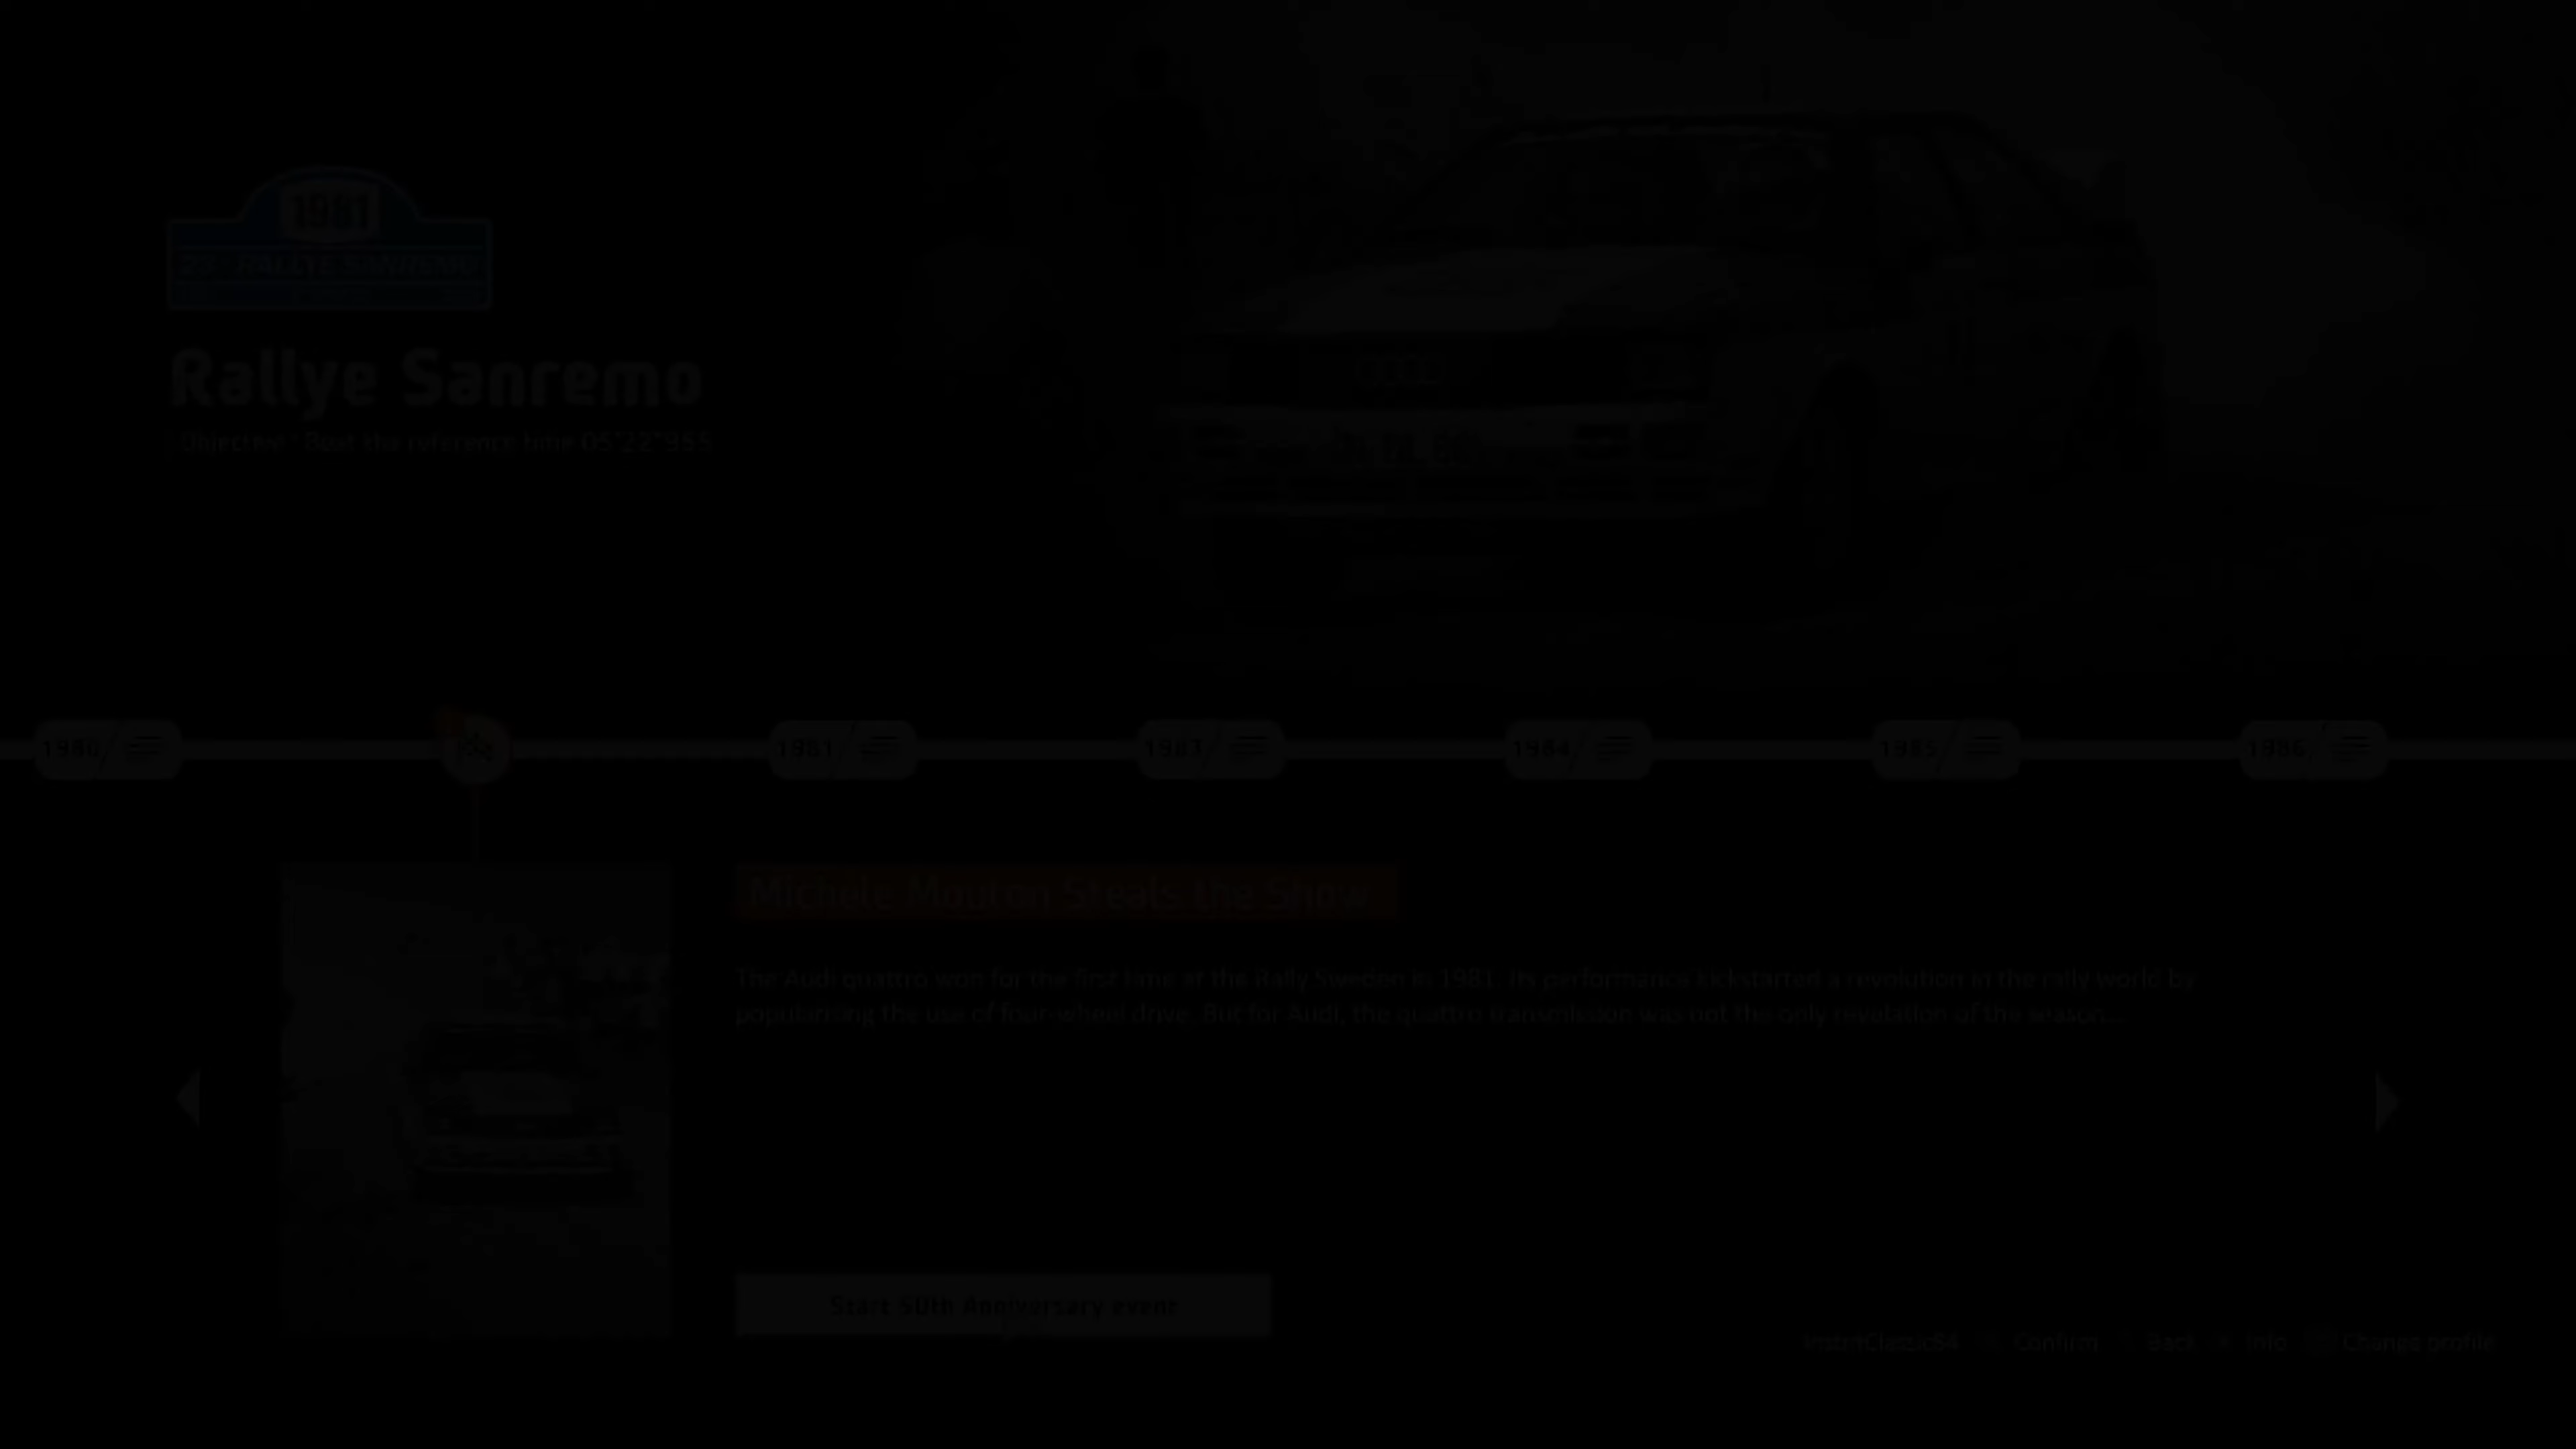 1981
RALLYE SANREMO
Rallye Sanremo
Objective : Beat the reference time 05'22"955
1980
1981
1983
1984
1985
1986
Michèle Mouton Steals the Show
The Audi quattro won for the first time at the Rally Sweden in 1981. Its performance kickstarted a revolution in the rally world by
popularising the use of four-wheel drive. But for Audi, the quattro transmission was not the only revelation of the season...
Start 50th Anniversary event
Confirm Back Info Change profile